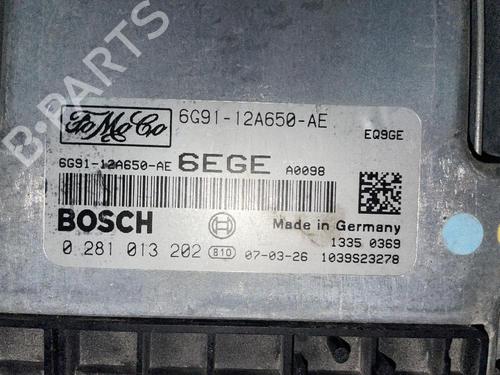 FoMoCo
6G91-12A650-AE
EQ9GE
6G91-12A650-AE 6EGE A0098
BOSCH
Made in Germany
1335 0369
0 281 013 202 810 07-03-26 1039S23278
B-PARTS